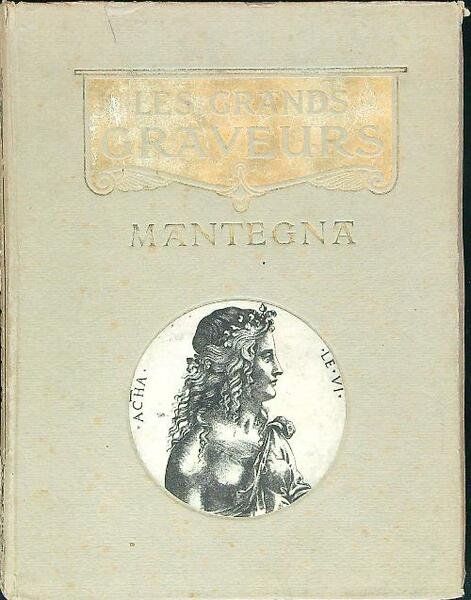 LES GRANDS
GRAVEURS
MANTEGNA
·ACHA·
·LE·VI·